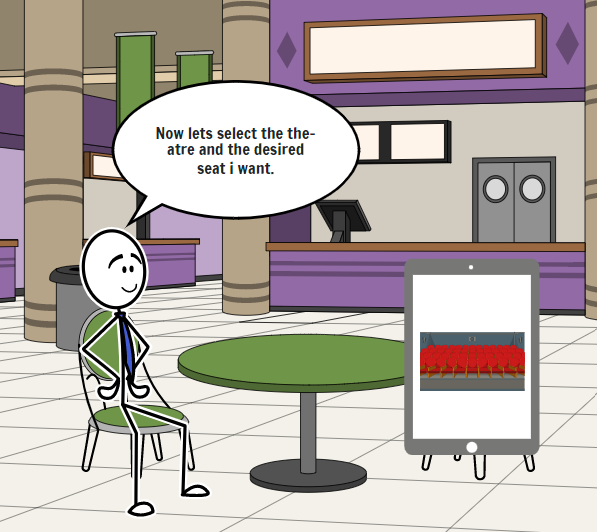 Now lets select the the-
atre and the desired
seat i want.